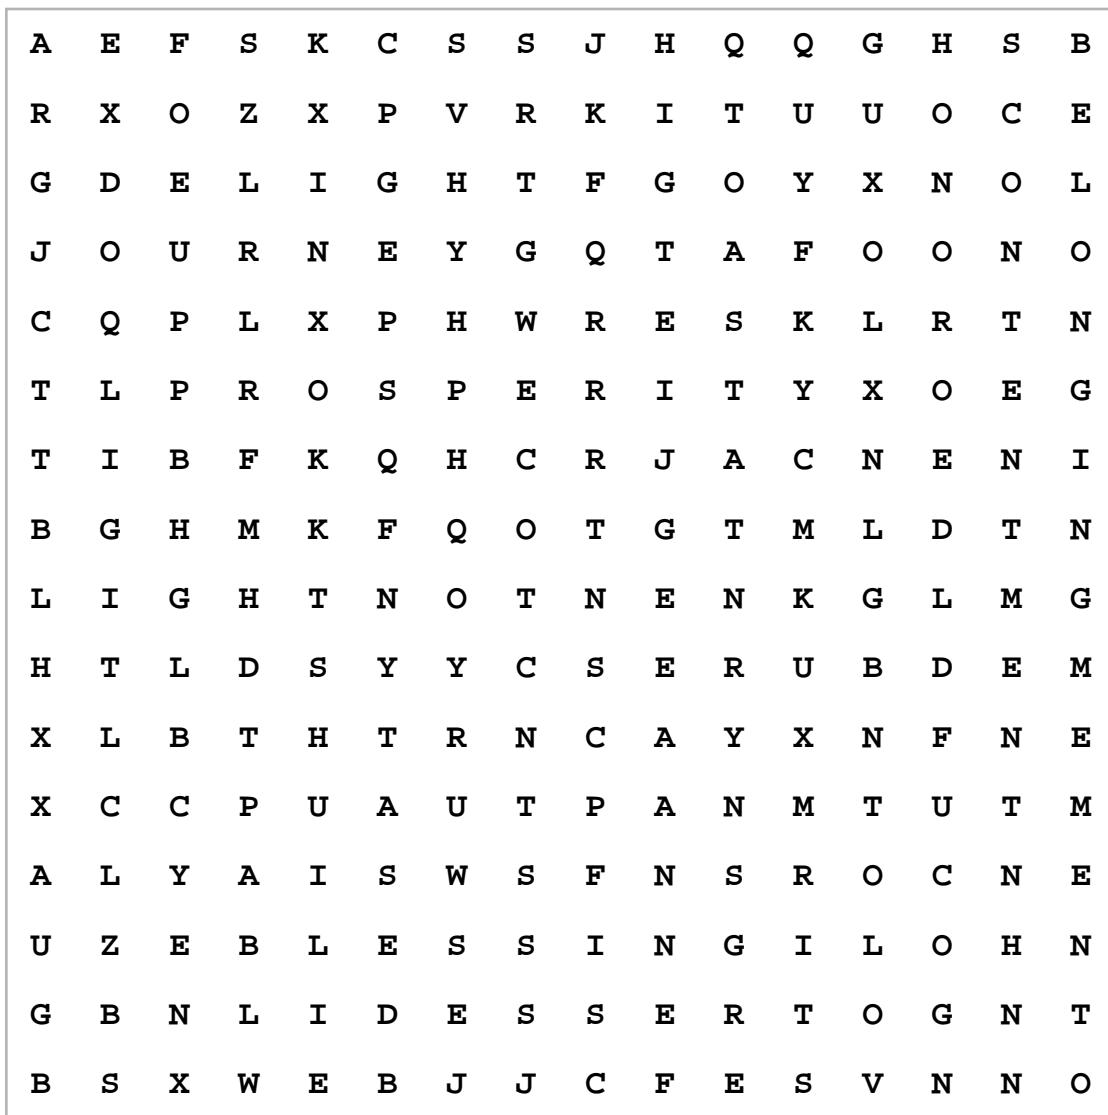 A E F S K C S S J H Q Q G H S B
R X O Z X P V R K I T U U O C E
G D E L I G H T F G O Y X N O L
J O U R N E Y G Q T A F O O N O
C Q P L X P H W R E S K L R T N
T L P R O S P E R I T Y X O E G
T I B F K Q H C R J A C N E N I
B G H M K F Q O T G T M L D T N
L I G H T N O T N E N K G L M G
H T L D S Y Y C S E R U B D E M
X L B T H T R N C A Y X N F N E
X C C P U A U T P A N M T U T M
A L Y A I S W S F N S R O C N E
U Z E B L E S S I N G I L O H N
G B N L I D E S S E R T O G N T
B S X W E B J J C F E S V N N O